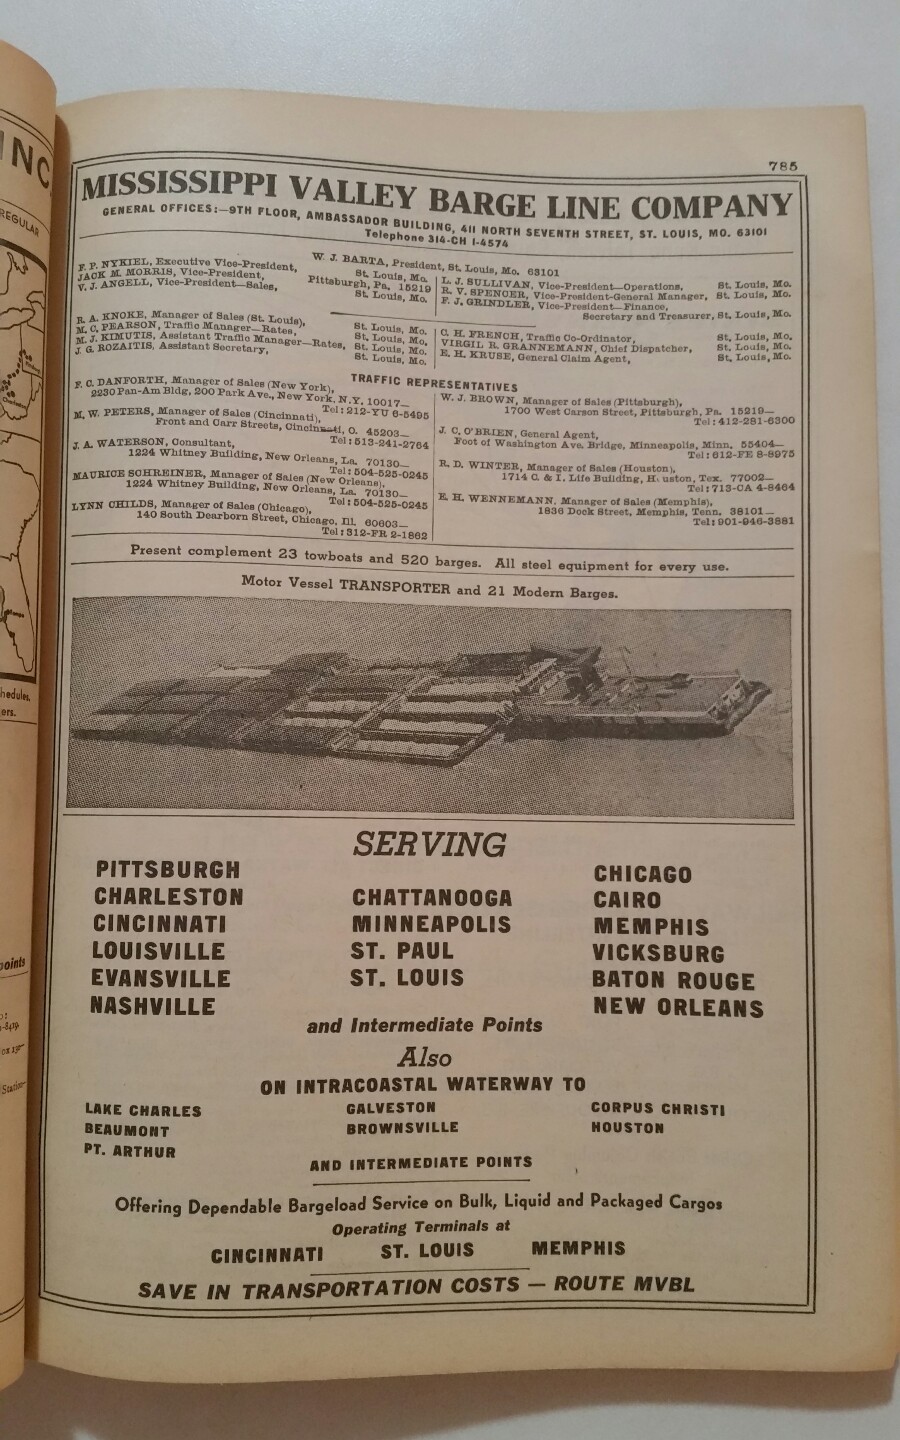 785
MISSISSIPPI VALLEY BARGE LINE COMPANY
GENERAL OFFICES:—9TH FLOOR, AMBASSADOR BUILDING, 411 NORTH SEVENTH STREET, ST. LOUIS, MO. 63101
Telephone 314-CH 1-4574
W. J. BARTA, President, St. Louis, Mo. 63101
F. P. NYKIEL, Executive Vice-President, St. Louis, Mo.
JACK M. MORRIS, Vice-President, Pittsburgh, Pa. 15219
V. J. ANGELL, Vice-President—Sales, St. Louis, Mo.
L. J. SULLIVAN, Vice-President—Operations, St. Louis, Mo.
R. V. SPENCER, Vice-President-General Manager, St. Louis, Mo.
F. J. GRINDLER, Vice-President—Finance,
Secretary and Treasurer, St. Louis, Mo.
R. A. KNOKE, Manager of Sales (St. Louis), St. Louis, Mo.
M. C. PEARSON, Traffic Manager—Rates, St. Louis, Mo.
M. J. KIMUTIS, Assistant Traffic Manager—Rates, St. Louis, Mo.
J. G. ROZAITIS, Assistant Secretary, St. Louis, Mo.
C. H. FRENCH, Traffic Co-Ordinator, St. Louis, Mo.
VIRGIL R. GRANNEMANN, Chief Dispatcher, St. Louis, Mo.
E. H. KRUSE, General Claim Agent, St. Louis, Mo.
TRAFFIC REPRESENTATIVES
F. C. DANFORTH, Manager of Sales (New York),
2230 Pan-Am Bldg, 200 Park Ave., New York, N.Y. 10017—
Tel: 212-YU 6-5495
M. W. PETERS, Manager of Sales (Cincinnati),
Front and Carr Streets, Cincinnati, O. 45203—
Tel: 513-241-2764
J. A. WATERSON, Consultant,
1224 Whitney Building, New Orleans, La. 70130—
Tel: 504-525-0245
MAURICE SCHREINER, Manager of Sales (New Orleans),
1224 Whitney Building, New Orleans, La. 70130—
Tel: 504-525-0245
LYNN CHILDS, Manager of Sales (Chicago),
140 South Dearborn Street, Chicago, Ill. 60603—
Tel: 312-FR 2-1862
W. J. BROWN, Manager of Sales (Pittsburgh),
1700 West Carson Street, Pittsburgh, Pa. 15219—
Tel: 412-281-6300
J. C. O'BRIEN, General Agent,
Foot of Washington Ave. Bridge, Minneapolis, Minn. 55404—
Tel: 612-FE 8-8975
R. D. WINTER, Manager of Sales (Houston),
1714 C. & I. Life Building, Houston, Tex. 77002—
Tel: 713-CA 4-8464
E. H. WENNEMANN, Manager of Sales (Memphis),
1836 Dock Street, Memphis, Tenn. 38101—
Tel: 901-946-3881
Present complement 23 towboats and 520 barges. All steel equipment for every use.
Motor Vessel TRANSPORTER and 21 Modern Barges.
SERVING
PITTSBURGH
CHARLESTON
CINCINNATI
LOUISVILLE
EVANSVILLE
NASHVILLE
CHATTANOOGA
MINNEAPOLIS
ST. PAUL
ST. LOUIS
CHICAGO
CAIRO
MEMPHIS
VICKSBURG
BATON ROUGE
NEW ORLEANS
and Intermediate Points
Also
ON INTRACOASTAL WATERWAY TO
LAKE CHARLES
BEAUMONT
PT. ARTHUR
GALVESTON
BROWNSVILLE
CORPUS CHRISTI
HOUSTON
AND INTERMEDIATE POINTS
Offering Dependable Bargeload Service on Bulk, Liquid and Packaged Cargos
Operating Terminals at
CINCINNATI ST. LOUIS MEMPHIS
SAVE IN TRANSPORTATION COSTS — ROUTE MVBL